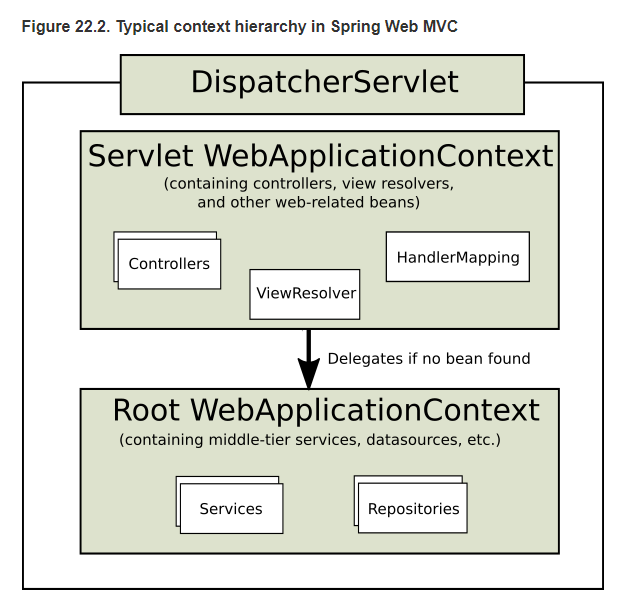 Figure 22.2. Typical context hierarchy in Spring Web MVC
DispatcherServlet
Servlet WebApplicationContext
(containing controllers, view resolvers,
and other web-related beans)
Controllers
HandlerMapping
ViewResolver
Delegates if no bean found
Root WebApplicationContext
(containing middle-tier services, datasources, etc.)
Services
Repositories